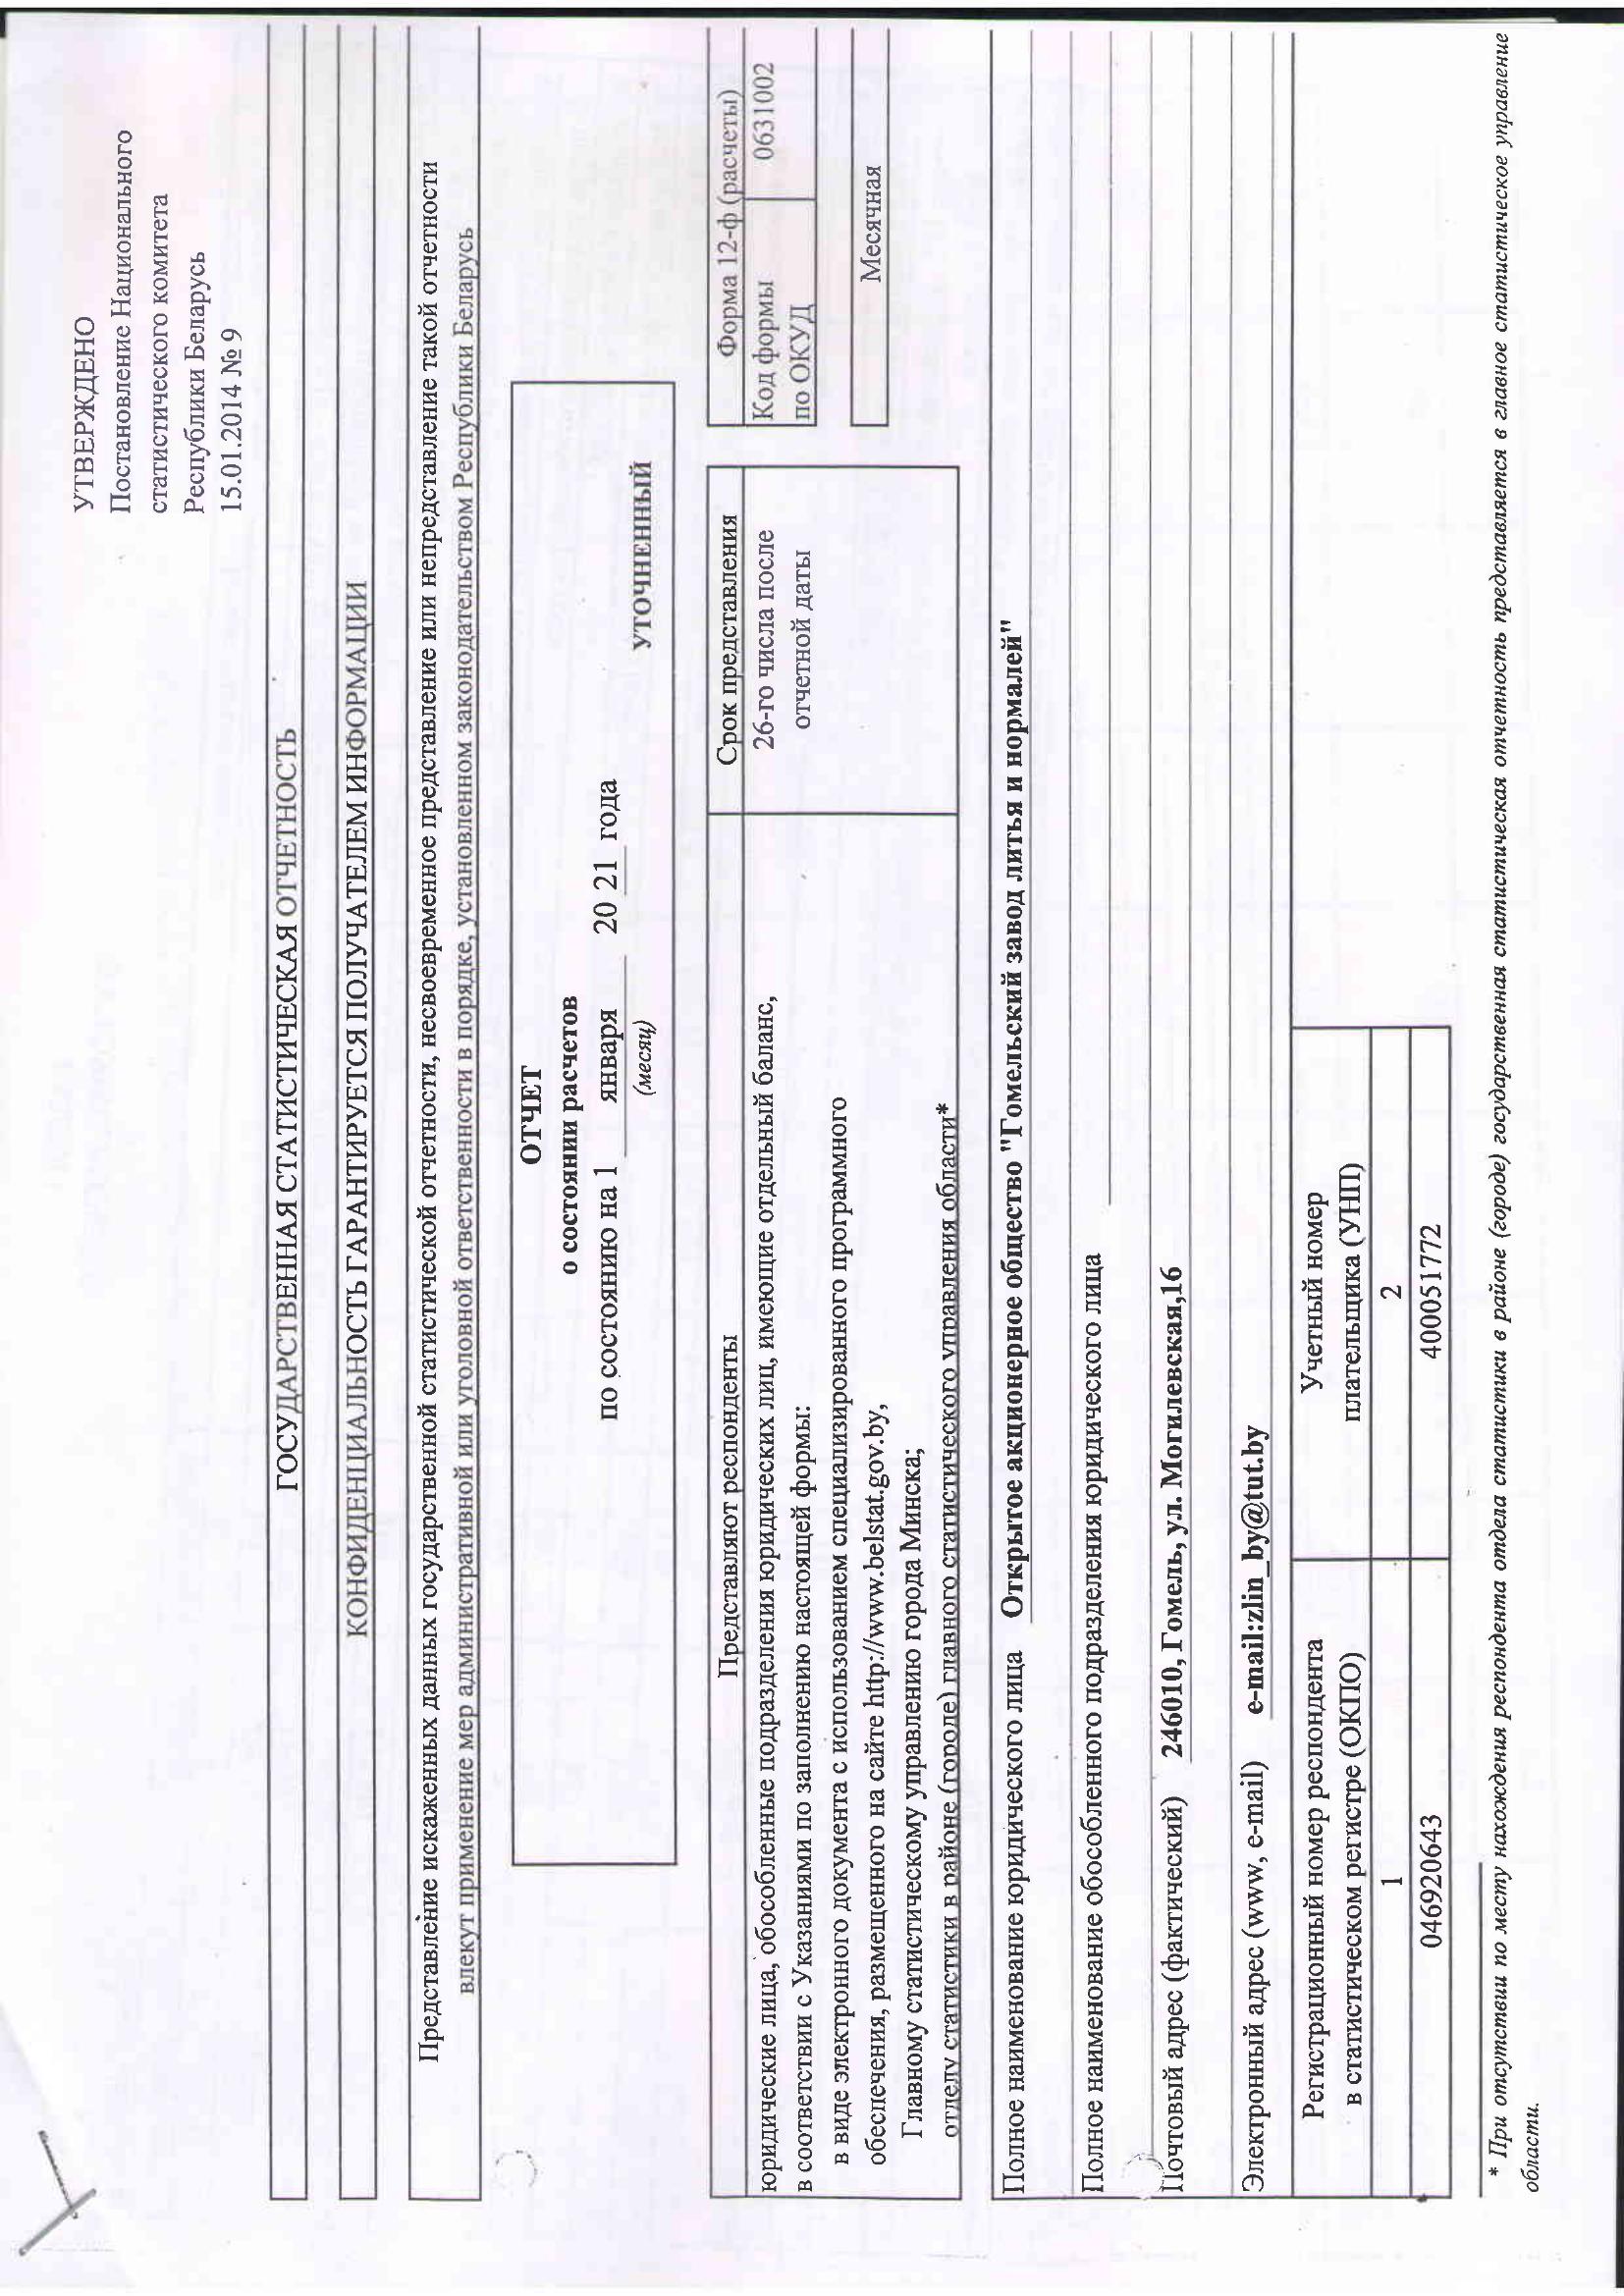 УТВЕРЖДЕНО
Постановление Национального
статистического комитета
Республики Беларусь
15.01.2014 № 9
ГОСУДАРСТВЕННАЯ СТАТИСТИЧЕСКАЯ ОТЧЕТНОСТЬ
КОНФИДЕНЦИАЛЬНОСТЬ ГАРАНТИРУЕТСЯ ПОЛУЧАТЕЛЕМ ИНФОРМАЦИИ
Представление искаженных данных государственной статистической отчетности, несвоевременное представление или непредставление такой отчетности
влекут применение мер административной или уголовной ответственности в порядке, установленном законодательством Республики Беларусь
ОТЧЕТ
о состоянии расчетов
по состоянию на 1 января 20 21 года
(месяц)
УТОЧНЕННЫЙ
Представляют респонденты
Срок представления
юридические лица, обособленные подразделения юридических лиц, имеющие отдельный баланс,
в соответствии с Указаниями по заполнению настоящей формы:
в виде электронного документа с использованием специализированного программного
обеспечения, размещенного на сайте http://www.belstat.gov.by,
Главному статистическому управлению города Минска;
отделу статистики в районе (городе) главного статистического управления области*
26-го числа после
отчетной даты
Форма 12-ф (расчеты)
Код формы
по ОКУД
0631002
Месячная
Полное наименование юридического лица Открытое акционерное общество "Гомельский завод литья и нормалей"
Полное наименование обособленного подразделения юридического лица
Почтовый адрес (фактический) 246010, Гомель, ул. Могилевская,16
Электронный адрес (www, e-mail) e-mail:zlin_by@tut.by
Регистрационный номер респондента
в статистическом регистре (ОКПО)
Учетный номер
плательщика (УНП)
1 2
046920643 400051772
* При отсутствии по месту нахождения респондента отдела статистики в районе (городе) государственная статистическая отчетность представляется в главное статистическое управление
области.